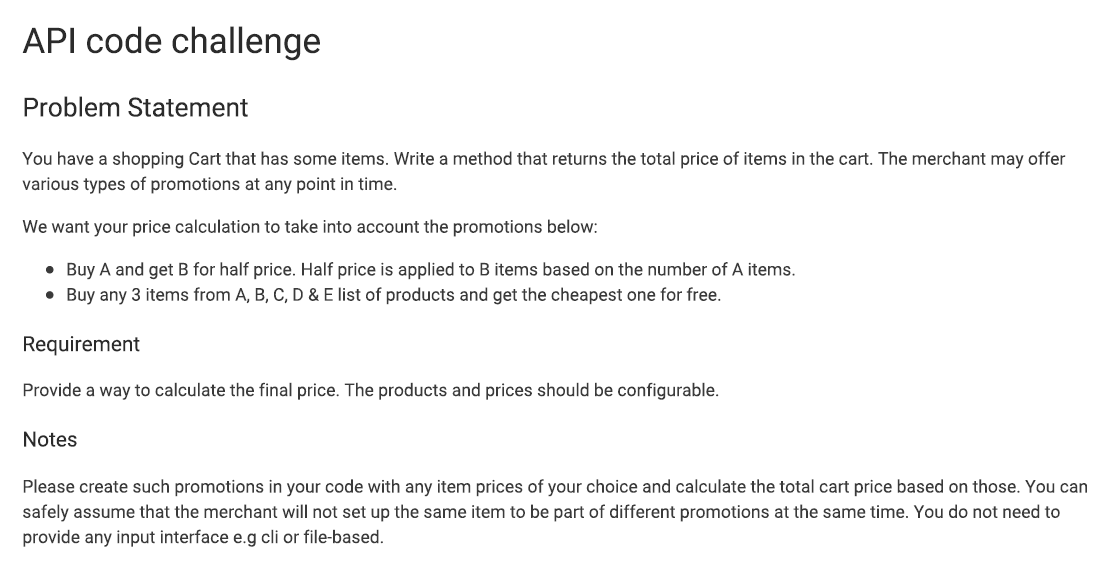 API code challenge
Problem Statement
You have a shopping Cart that has some items. Write a method that returns the total price of items in the cart. The merchant may offer
various types of promotions at any point in time.
We want your price calculation to take into account the promotions below:
• Buy A and get B for half price. Half price is applied to B items based on the number of A items.
• Buy any 3 items from A, B, C, D & E list of products and get the cheapest one for free.
Requirement
Provide a way to calculate the final price. The products and prices should be configurable.
Notes
Please create such promotions in your code with any item prices of your choice and calculate the total cart price based on those. You can
safely assume that the merchant will not set up the same item to be part of different promotions at the same time. You do not need to
provide any input interface e.g cli or file-based.